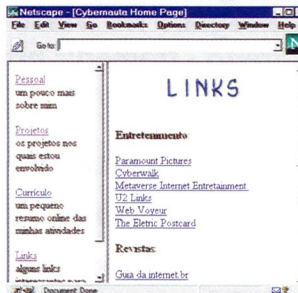 Netscape - [Cybernauta Home Page]
File Edit View Go Bookmarks Options Directory Window Help
Go to:
N
Pessoal
um pouco mais
sobre mim
Projetos
os projetos nos
quais estou
envolvido
Currículo
um pequeno
resumo online das
minhas atividades
Links
alguns links
LINKS
Entretenimento:
Paramount Pictures
Cyberwalk
Metaverse Internet Entretainment
U2 Links
Web Voyeur
The Eletric Postcard
Revistas:
Guia da internet.br
Document: Done